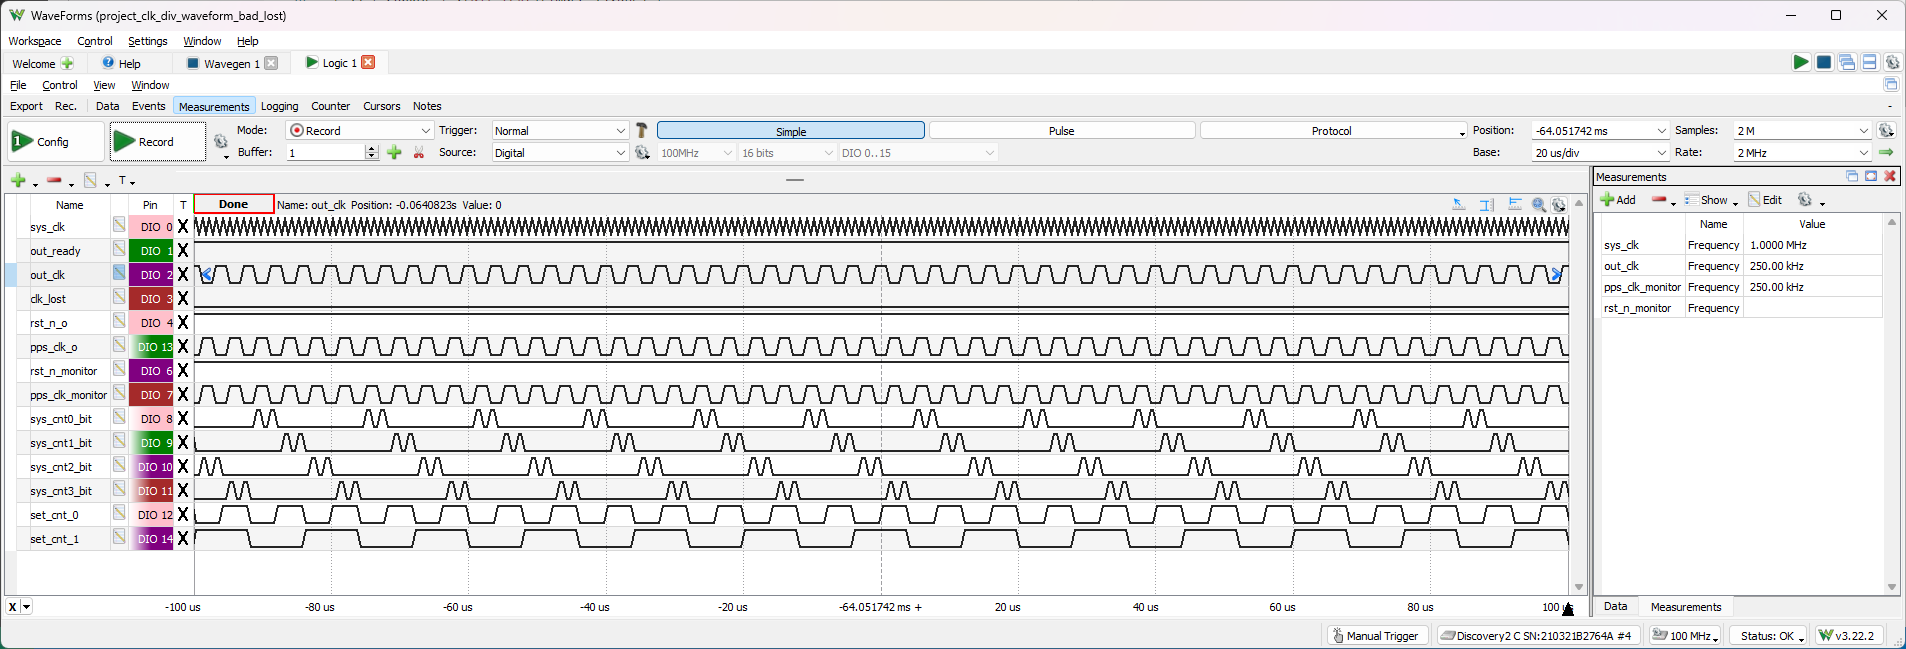 WaveForms (project_clk_div_waveform_bad_lost)
Workspace Control Settings Window Help
Welcome Help Wavegen 1 Logic 1
File Control View Window
Export Rec. Data Events Measurements Logging Counter Cursors Notes
1 Config Record Mode: Record Trigger: Normal Simple Pulse Protocol Position: -64.051742 ms Samples: 2 M
Buffer: 1 Source: Digital 100MHz 16 bits DIO 0..15 Base: 20 us/div Rate: 2 MHz
T
Name Pin T Done Name: out_clk Position: -0.0640823s Value: 0
sys_clk DIO 0 X
out_ready DIO 1 X
out_clk DIO 2 X
clk_lost DIO 3 X
rst_n_o DIO 4 X
pps_clk_o DIO 13 X
rst_n_monitor DIO 6 X
pps_clk_monitor DIO 7 X
sys_cnt0_bit DIO 8 X
sys_cnt1_bit DIO 9 X
sys_cnt2_bit DIO 10 X
sys_cnt3_bit DIO 11 X
set_cnt_0 DIO 12 X
set_cnt_1 DIO 14 X
X -100 us -80 us -60 us -40 us -20 us -64.051742 ms + 20 us 40 us 60 us 80 us 100
Measurements
Add Show Edit
Name Value
sys_clk Frequency 1.0000 MHz
out_clk Frequency 250.00 kHz
pps_clk_monitor Frequency 250.00 kHz
rst_n_monitor Frequency
Data Measurements
Manual Trigger Discovery2 C SN:210321B2764A #4 100 MHz Status: OK v3.22.2